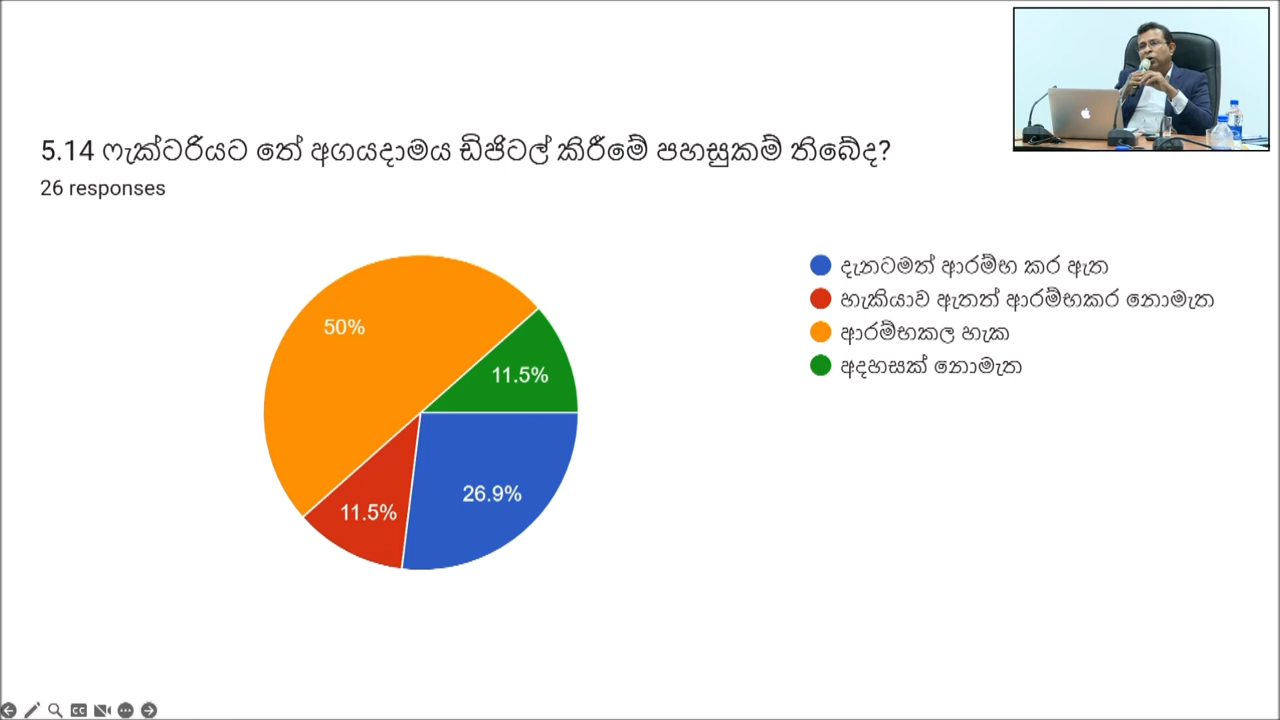 5.14 ෆැක්ටරියට තේ අගයදාමය ඩිජිටල් කිරීමේ පහසුකම් තිබේද?
26 responses
දැනටමත් ආරම්භ කර ඇත
හැකියාව ඇතත් ආරම්භකර නොමැත
ආරම්භකල හැක
අදහසක් නොමැත
50%
11.5%
11.5%
26.9%
CC